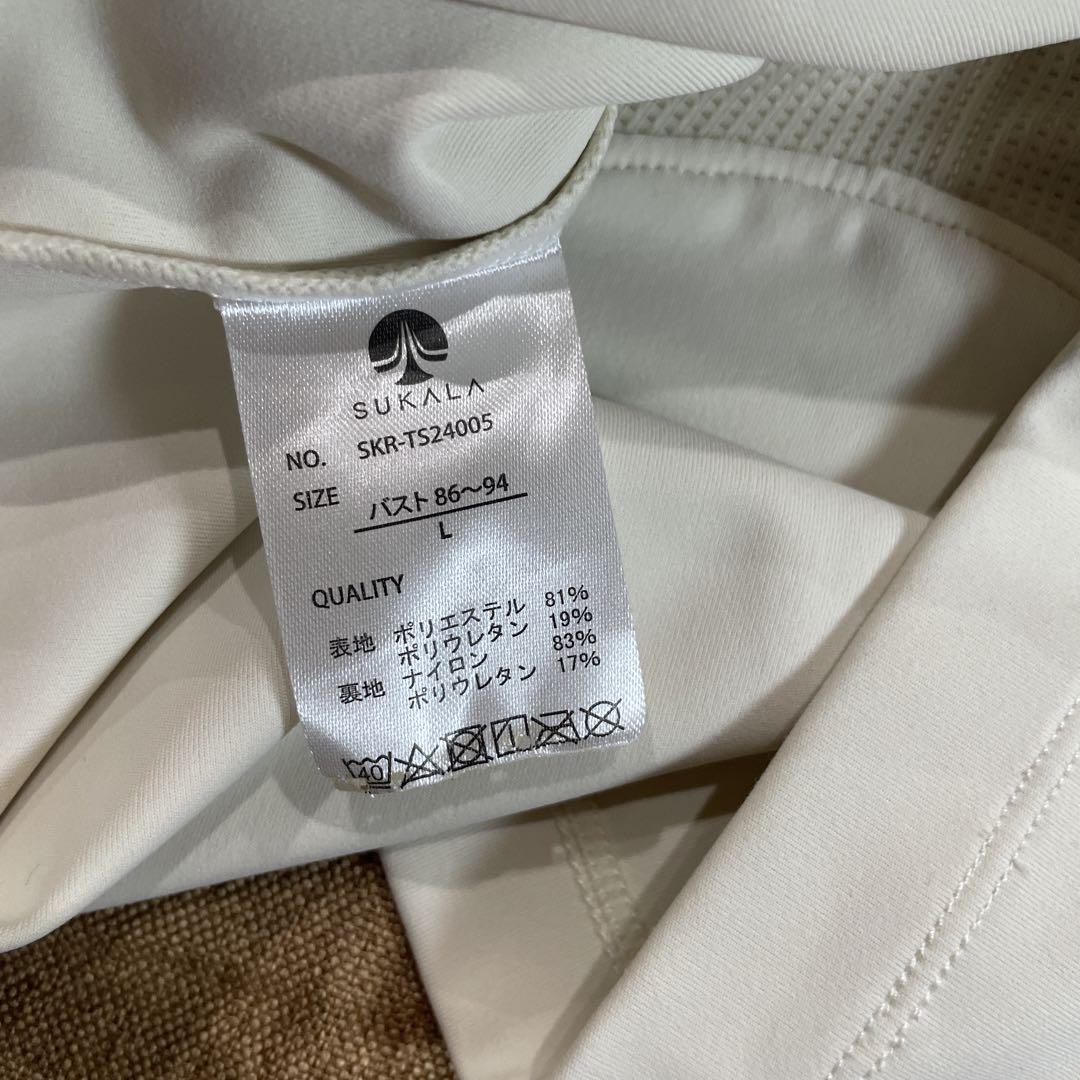 SUKALA
NO. SKR-TS24005
SIZE バスト 86〜94
L
QUALITY
表地 ポリエステル 81%
ポリウレタン 19%
裏地 ナイロン 83%
ポリウレタン 17%
40